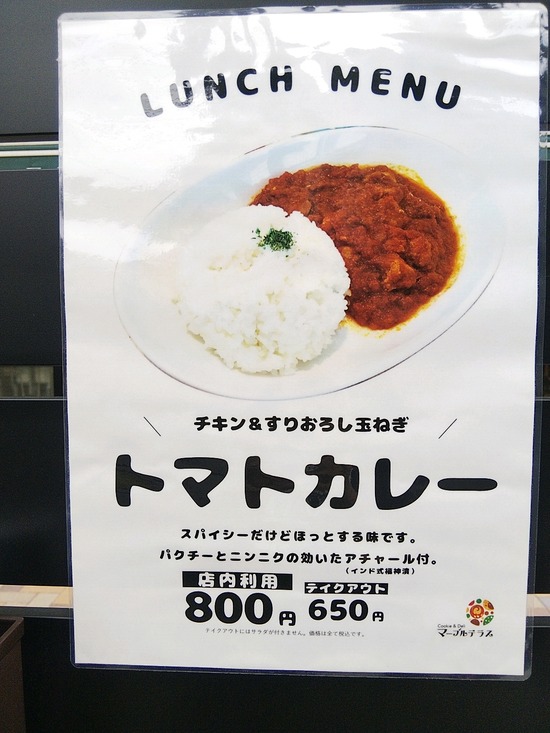 LUNCH MENU
チキン&すりおろし玉ねぎ
トマトカレー
スパイシーだけどほっとする味です。
パクチーとニンニクの効いたアチャール付。
(インド式福神漬)
店内利用 テイクアウト
800円 650円
テイクアウトにはサラダが付きません。価格は全て税込です。
Cookie & Deli
マーブルテラス